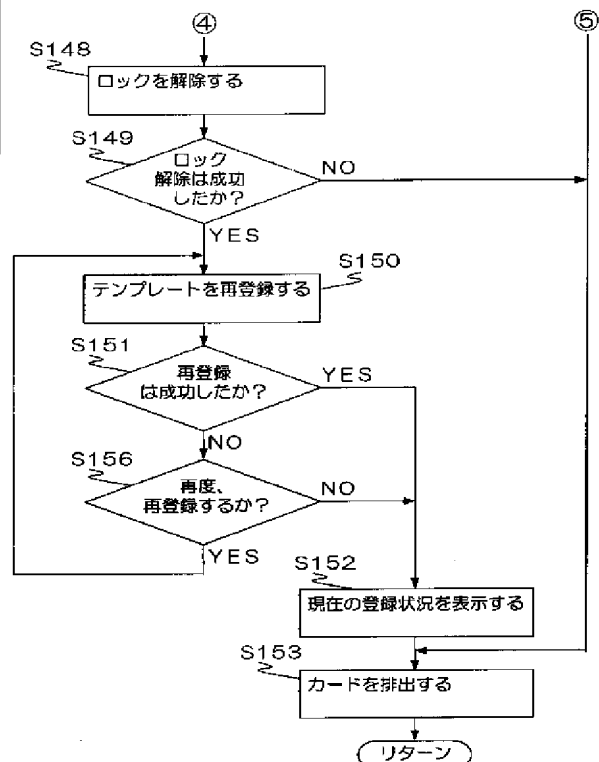 ④
⑤
S148
ロックを解除する
S149
ロック
解除は成功
したか？
NO
YES
S150
テンプレートを再登録する
S151
再登録
は成功したか？
YES
NO
S156
再度、
再登録するか？
NO
YES
S152
現在の登録状況を表示する
S153
カードを排出する
リターン